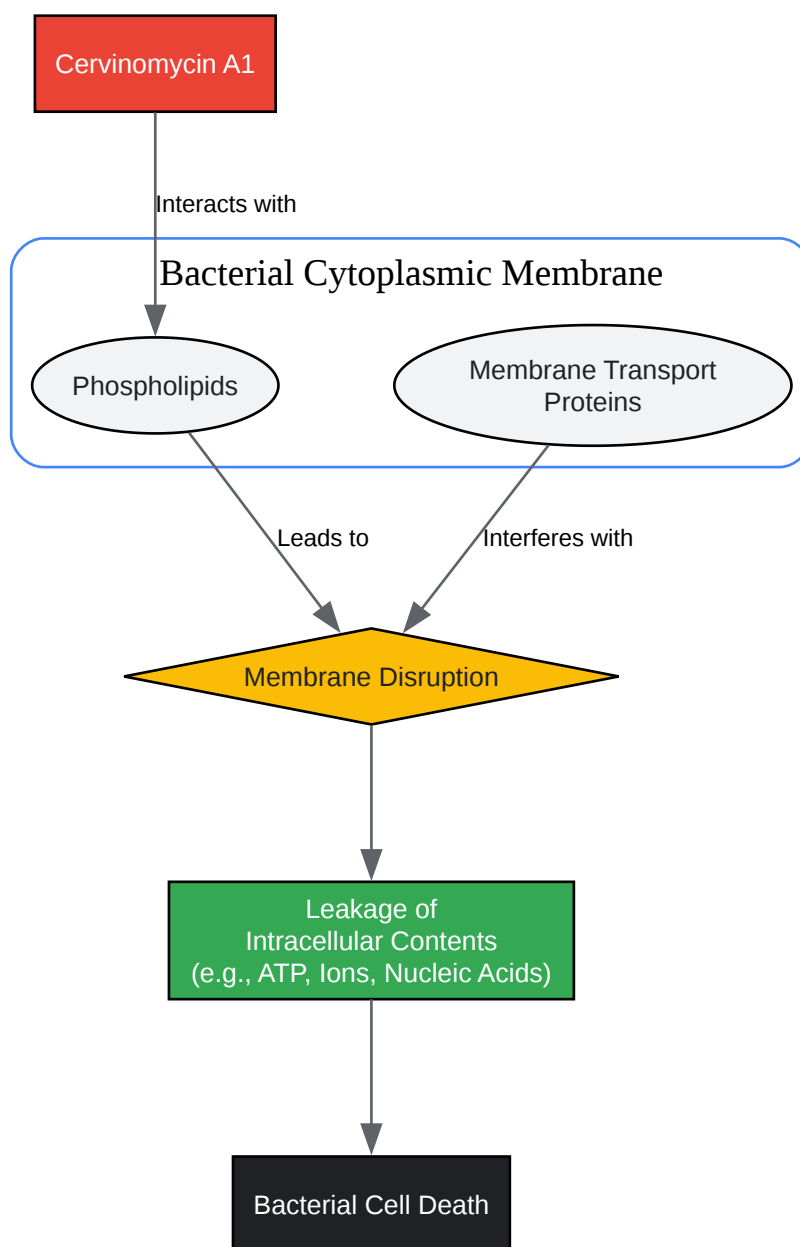 Cervinomycin A1
Interacts with
Bacterial Cytoplasmic Membrane
Phospholipids
Membrane Transport
Proteins
Leads to
Interferes with
Membrane Disruption
Leakage of
Intracellular Contents
(e.g., ATP, Ions, Nucleic Acids)
Bacterial Cell Death